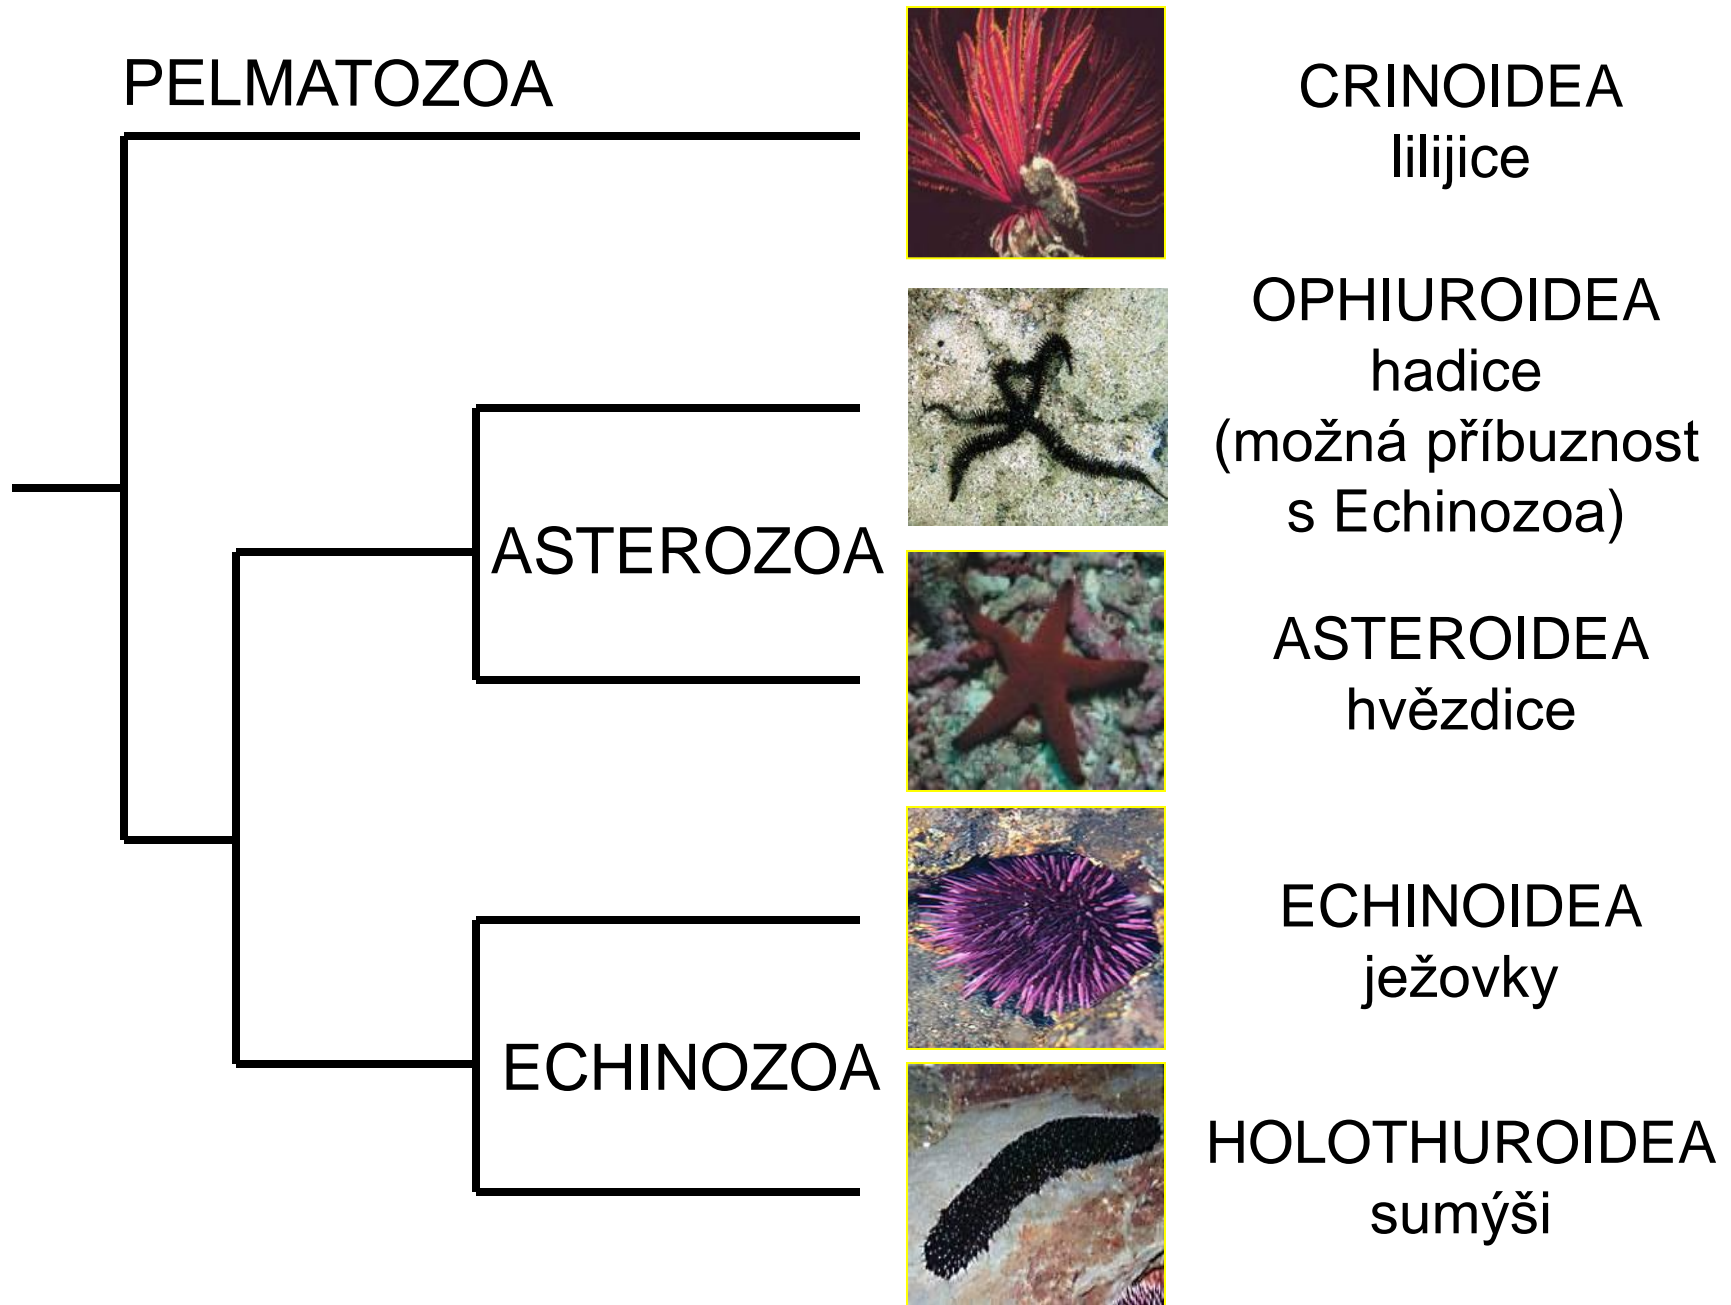 PELMATOZOA
CRINOIDEA
lilijice
OPHIUROIDEA
hadice
(možná příbuznost
s Echinozoa)
ASTEROZOA
ASTEROIDEA
hvězdice
ECHINOIDEA
ježovky
ECHINOZOA
HOLOTHUROIDEA
sumýši